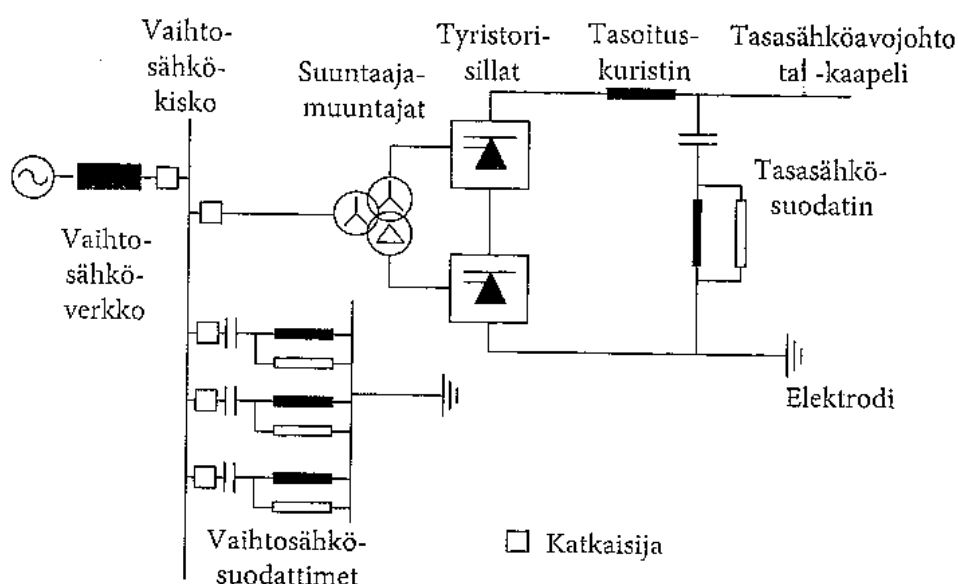 Vaihto-
sähkö-
kisko
Suuntaaja-
muuntajat
Tyristori-
sillat
Tasoitus-
kuristin
Tasasähköavojohto
tai -kaapeli
Tasasähkö-
suodatin
Vaihto-
sähkö-
verkko
Elektrodi
Vaihtosähkö-
suodattimet
Katkaisija